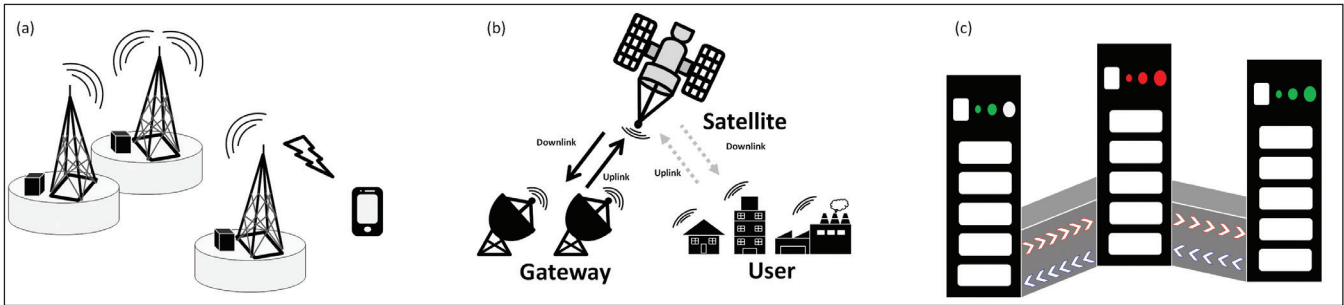 (a)
(b)
Satellite
Downlink
Uplink
Downlink
Uplink
Gateway
User
(c)